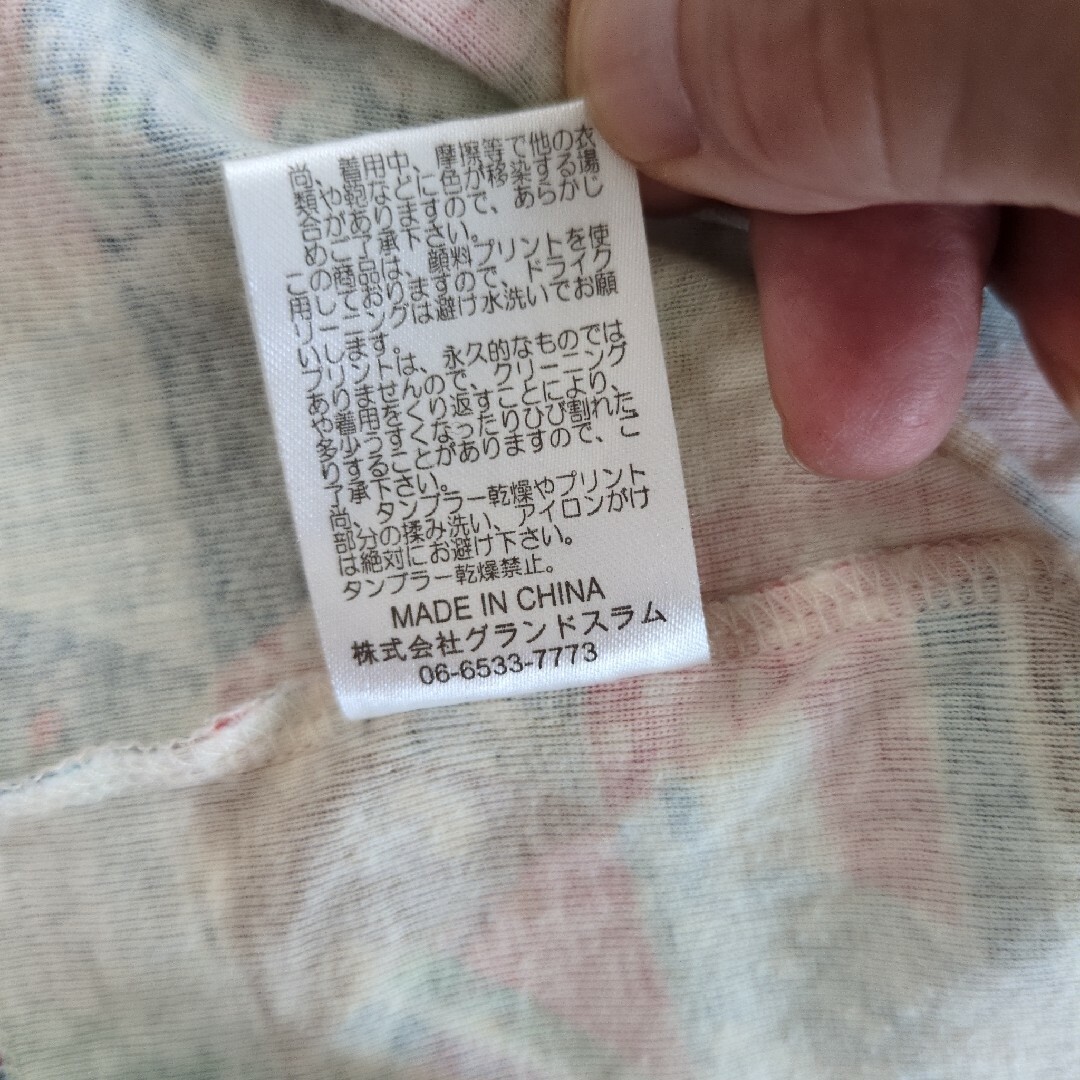 尚、着用中、摩擦等で他の衣
類や鞄などに色が移染する場
合がありますので、あらかじ
めご了承下さい。
この商品は、顔料プリントを使
用しておりますので、ドライク
リーニングは避け水洗いでお願
いします。
プリントは、永久的なものでは
ありませんので、クリーニング
や着用をくり返すことにより、
多少うすくなったりひび割れた
りすることがありますので、ご
了承下さい。
尚、タンブラー乾燥やプリント
部分の揉み洗い、アイロンがけ
は絶対にお避け下さい。
タンブラー乾燥禁止。
MADE IN CHINA
株式会社グランドスラム
06-6533-7773